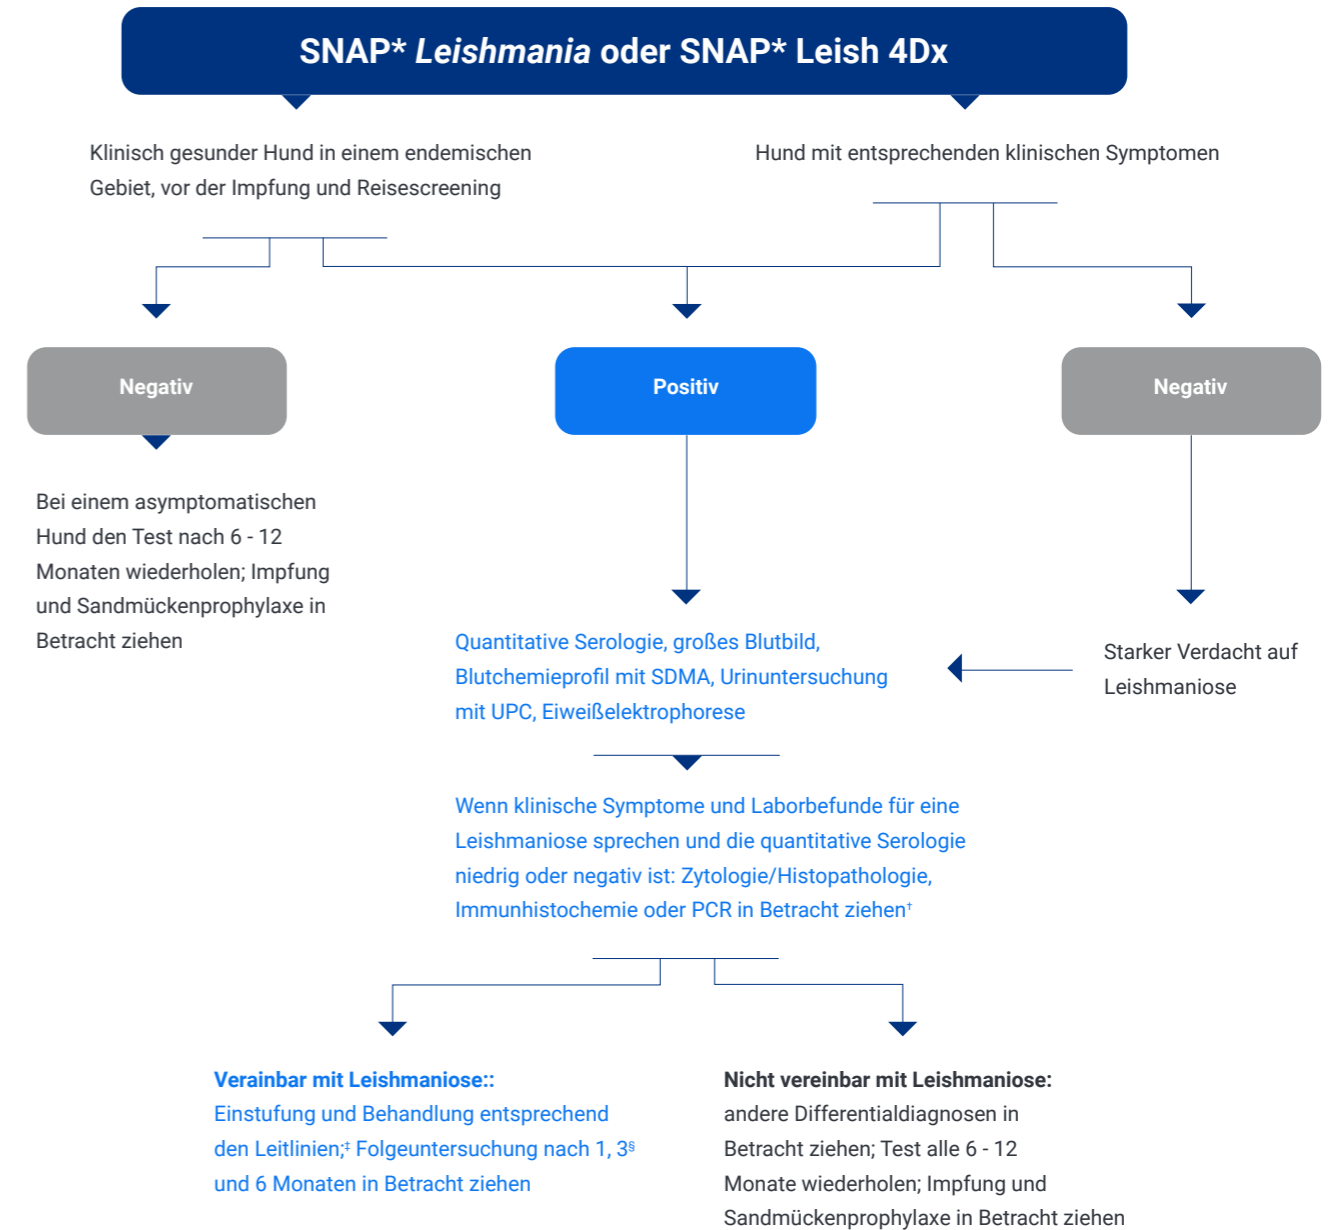 SNAP* Leishmania oder SNAP* Leish 4Dx
Klinisch gesunder Hund in einem endemischen
Gebiet, vor der Impfung und Reisescreening
Hund mit entsprechenden klinischen Symptomen
Negativ
Positiv
Negativ
Bei einem asymptomatischen
Hund den Test nach 6 - 12
Monaten wiederholen; Impfung
und Sandmückenprophylaxe in
Betracht ziehen
Quantitative Serologie, großes Blutbild,
Blutchemieprofil mit SDMA, Urinuntersuchung
mit UPC, Eiweißelektrophorese
Starker Verdacht auf
Leishmaniose
Wenn klinische Symptome und Laborbefunde für eine
Leishmaniose sprechen und die quantitative Serologie
niedrig oder negativ ist: Zytologie/Histopathologie,
Immunhistochemie oder PCR in Betracht ziehen†
Verainbar mit Leishmaniose::
Einstufung und Behandlung entsprechend
den Leitlinien;‡ Folgeuntersuchung nach 1, 3§
und 6 Monaten in Betracht ziehen
Nicht vereinbar mit Leishmaniose:
andere Differentialdiagnosen in
Betracht ziehen; Test alle 6 - 12
Monate wiederholen; Impfung und
Sandmückenprophylaxe in Betracht ziehen